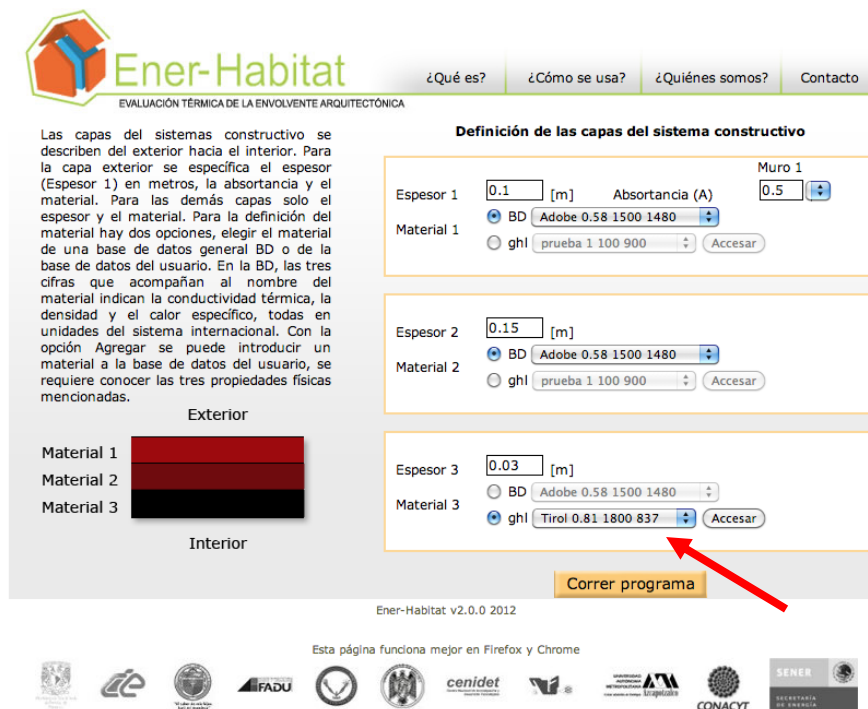 Ener-Habitat
EVALUACIÓN TÉRMICA DE LA ENVOLVENTE ARQUITECTÓNICA
¿Qué es?
¿Cómo se usa?
¿Quiénes somos?
Contacto
Las capas del sistemas constructivo se
describen del exterior hacia el interior. Para
la capa exterior se específica el espesor
(Espesor 1) en metros, la absortancia y el
material. Para las demás capas solo el
espesor y el material. Para la definición del
material hay dos opciones, elegir el material
de una base de datos general BD o de la
base de datos del usuario. En la BD, las tres
cifras que acompañan al nombre del
material indican la conductividad térmica, la
densidad y el calor específico, todas en
unidades del sistema internacional. Con la
opción Agregar se puede introducir un
material a la base de datos del usuario, se
requiere conocer las tres propiedades físicas
mencionadas.
Exterior
Material 1
Material 2
Material 3
Interior
Definición de las capas del sistema constructivo
Muro 1
Espesor 1 0.1 [m] Absortancia (A) 0.5
Material 1 BD Adobe 0.58 1500 1480
ghl prueba 1 100 900 Accesar
Espesor 2 0.15 [m]
Material 2 BD Adobe 0.58 1500 1480
ghl prueba 1 100 900 Accesar
Espesor 3 0.03 [m]
Material 3 BD Adobe 0.58 1500 1480
ghl Tirol 0.81 1800 837 Accesar
Correr programa
Ener-Habitat v2.0.0 2012
Esta página funciona mejor en Firefox y Chrome
FADU
cenidet
Azcapotzalco
CONACYT
SENER
SECRETARÍA
DE ENERGÍA